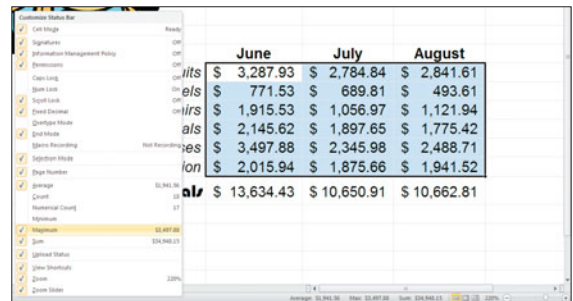 Customize Status Bar
Cell Mode Ready
Signatures Off
Information Management Policy Off
Permissions Off
Caps Lock Off
Num Lock On
Scroll Lock Off
Fixed Decimal Off
Overtype Mode
End Mode
Macro Recording Not Recording
Selection Mode
Page Number
Average $1,941.56
Count 18
Numerical Count 17
Minimum
Maximum $3,497.88
Sum $34,948.15
Upload Status
View Shortcuts
Zoom 220%
Zoom Slider
June July August
uits $ 3,287.93 $ 2,784.84 $ 2,841.61
els $ 771.53 $ 689.81 $ 493.61
airs $ 1,915.53 $ 1,056.97 $ 1,121.94
als $ 2,145.62 $ 1,897.65 $ 1,775.42
ses $ 3,497.88 $ 2,345.98 $ 2,488.71
ion $ 2,015.94 $ 1,875.66 $ 1,941.52
als $ 13,634.43 $ 10,650.91 $ 10,662.81
Average: $1,941.56 Max: $3,497.88 Sum: $34,948.15 220%